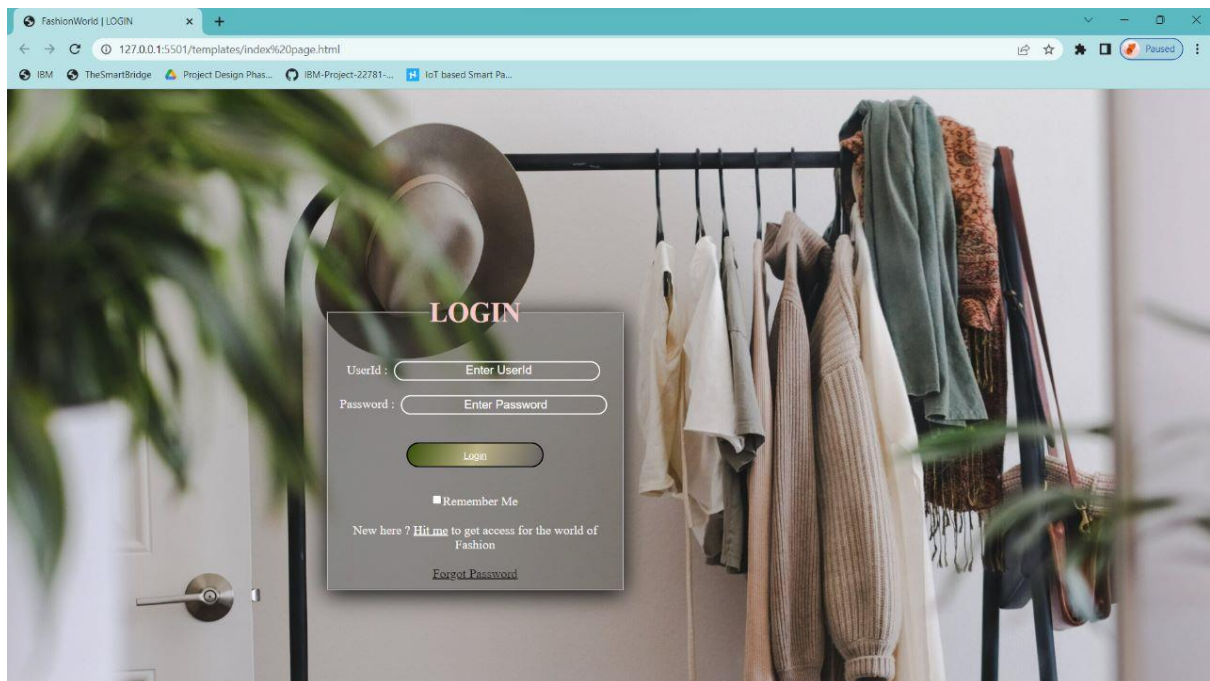 FashionWorld | LOGIN
127.0.0.1:5501/templates/index%20page.html
Paused
IBM
TheSmartBridge
Project Design Phas...
IBM-Project-22781-...
IoT based Smart Pa...
LOGIN
UserId :
Enter UserId
Password :
Enter Password
Login
Remember Me
New here ? Hit me to get access for the world of
Fashion
Forgot Password